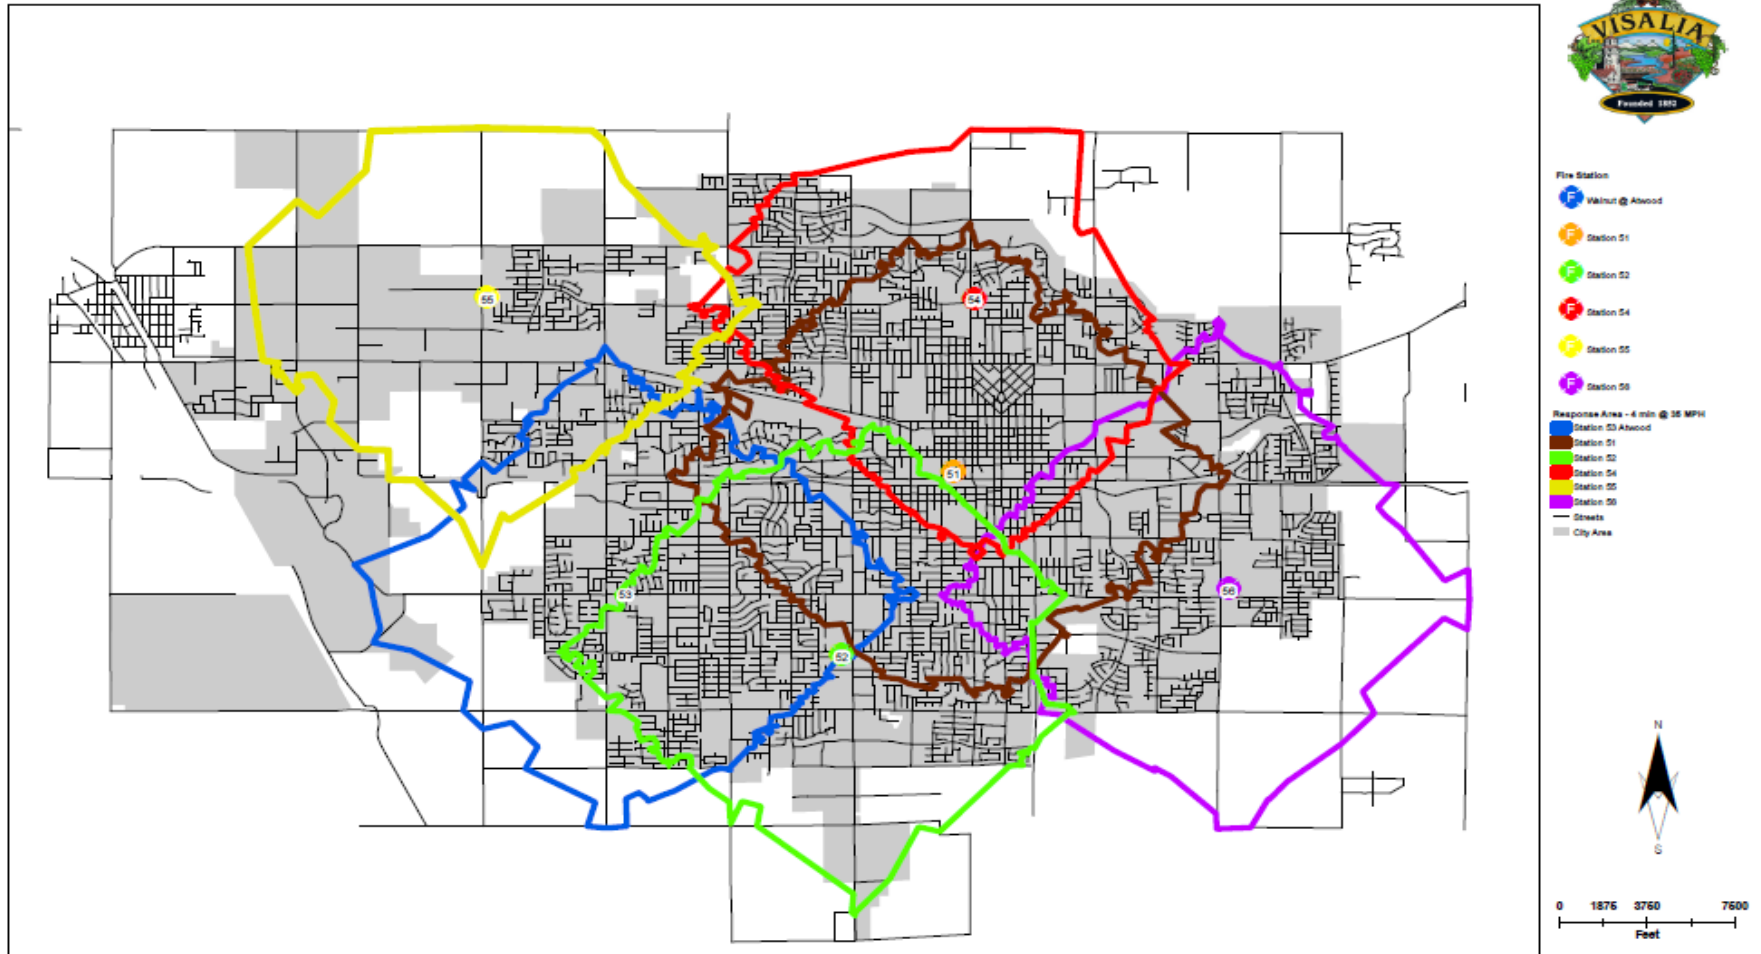 VISALIA
Founded 1852
Fire Station
F Walnut @ Atwood
F Station 51
F Station 52
F Station 54
F Station 55
F Station 56
Response Area - 4 min @ 35 MPH
Station 53 Atwood
Station 51
Station 52
Station 54
Station 55
Station 56
Streets
City Area
55
54
51
53
56
52
N
S
0 1875 3750 7500
Feet